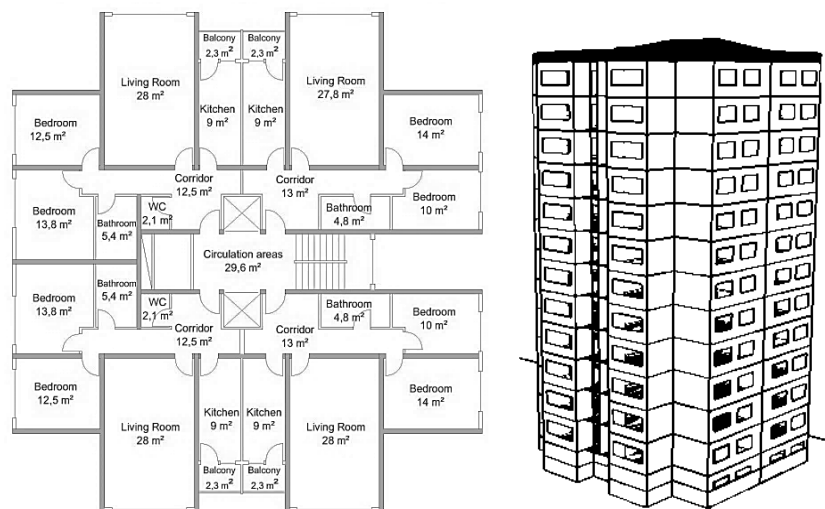 Balcony
2,3 m²
Balcony
2,3 m²
Living Room
28 m²
Kitchen
9 m²
Kitchen
9 m²
Living Room
27,8 m²
Bedroom
12,5 m²
Bedroom
14 m²
Corridor
12,5 m²
Corridor
13 m²
Bedroom
13,8 m²
Bathroom
5,4 m²
WC
2,1 m²
Bathroom
4,8 m²
Bedroom
10 m²
Circulation areas
29,6 m²
Bedroom
13,8 m²
Bathroom
5,4 m²
WC
2,1 m²
Bathroom
4,8 m²
Bedroom
10 m²
Corridor
12,5 m²
Corridor
13 m²
Bedroom
12,5 m²
Bedroom
14 m²
Living Room
28 m²
Kitchen
9 m²
Kitchen
9 m²
Living Room
28 m²
Balcony
2,3 m²
Balcony
2,3 m²